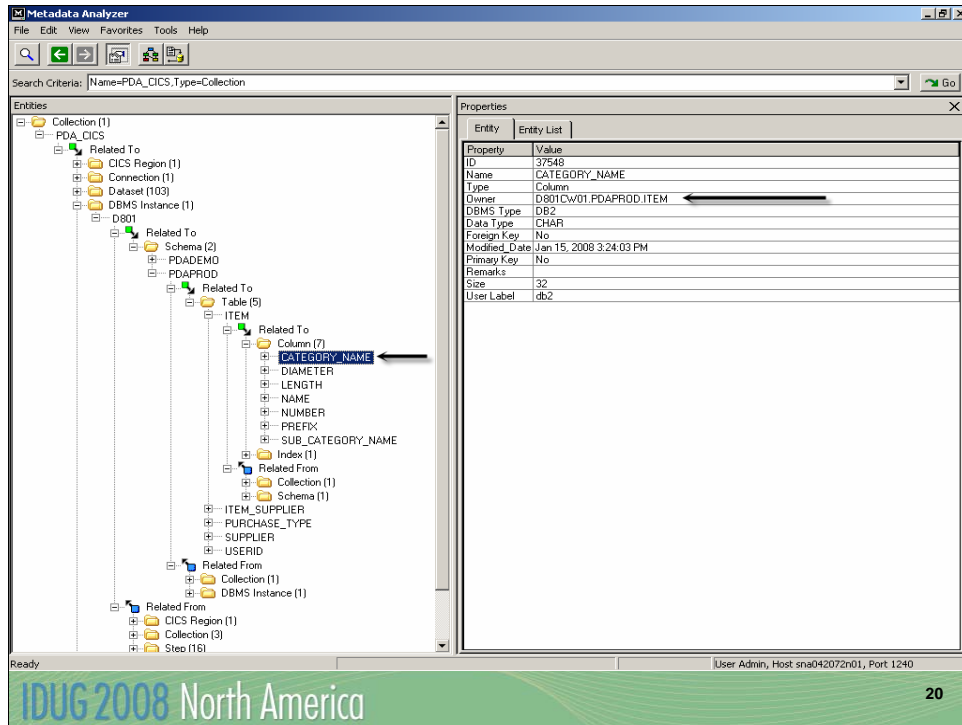 Metadata Analyzer
File Edit View Favorites Tools Help
Search Criteria: Name=PDA_CICS,Type=Collection
Go
Entities
Collection (1)
PDA_CICS
Related To
CICS Region (1)
Connection (1)
Dataset (103)
DBMS Instance (1)
D801
Related To
Schema (2)
PDADEMO
PDAPROD
Related To
Table (5)
ITEM
Related To
Column (7)
CATEGORY_NAME
DIAMETER
LENGTH
NAME
NUMBER
PREFIX
SUB_CATEGORY_NAME
Index (1)
Related From
Collection (1)
Schema (1)
ITEM_SUPPLIER
PURCHASE_TYPE
SUPPLIER
USERID
Related From
Collection (1)
DBMS Instance (1)
Related From
CICS Region (1)
Collection (3)
Step (16)
Properties
Entity Entity List
Property Value
ID 37548
Name CATEGORY_NAME
Type Column
Owner D801CW01.PDAPROD.ITEM
DBMS Type DB2
Data Type CHAR
Foreign Key No
Modified_Date Jan 15, 2008 3:24:03 PM
Primary Key No
Remarks
Size 32
User Label db2
Ready
User Admin, Host sna042072n01, Port 1240
IDUG 2008 North America
20